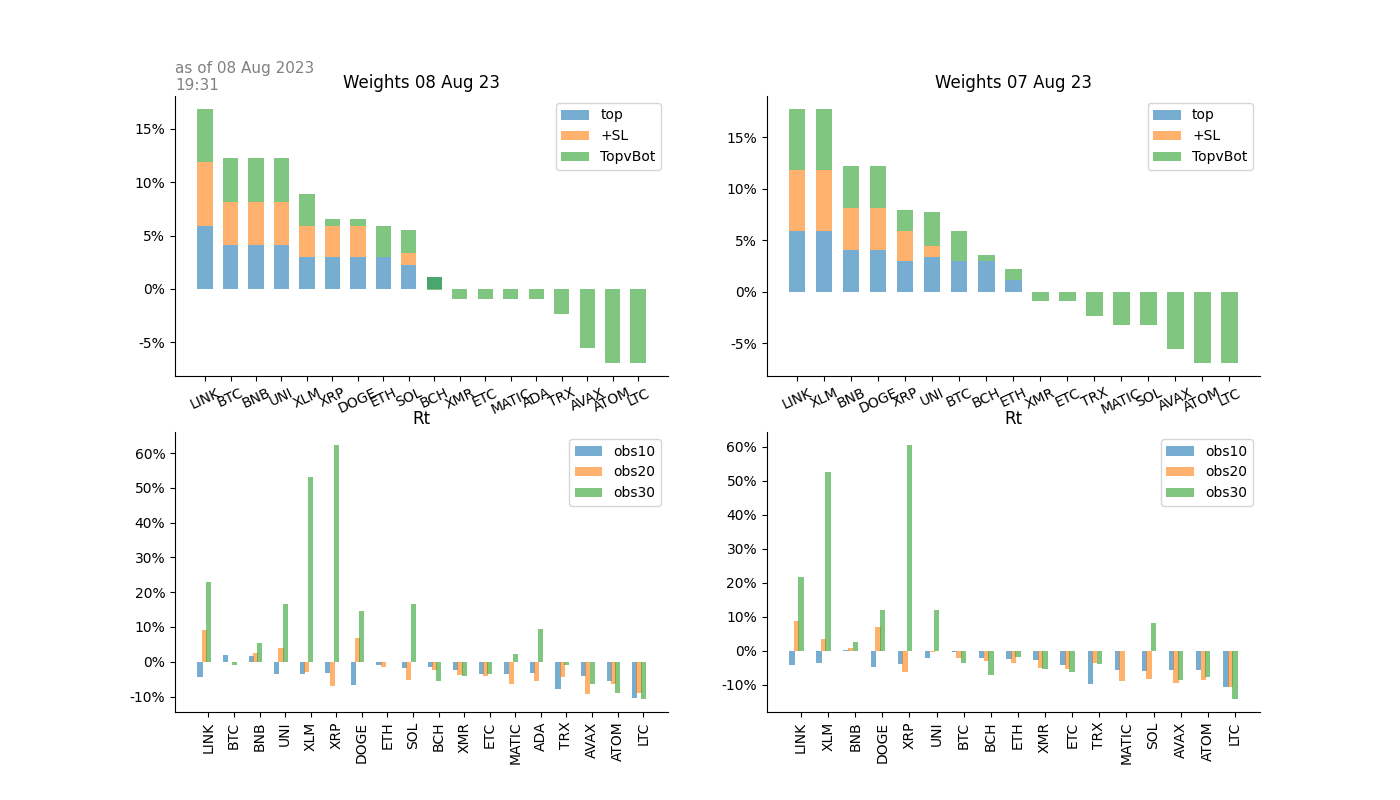 as of 08 Aug 2023
19:31
Weights 08 Aug 23
top
+SL
TopvBot
15%
10%
5%
0%
-5%
LINK BTC BNB UNI XLM XRP DOGE ETH SOL BCH XMR ETC MATIC ADA TRX AVAX ATOM LTC
Weights 07 Aug 23
top
+SL
TopvBot
15%
10%
5%
0%
-5%
LINK XLM BNB DOGE XRP UNI BTC BCH ETH XMR ETC TRX MATIC SOL AVAX ATOM LTC
Rt
obs10
obs20
obs30
60%
50%
40%
30%
20%
10%
0%
-10%
LINK BTC BNB UNI XLM XRP DOGE ETH SOL BCH XMR ETC MATIC ADA TRX AVAX ATOM LTC
Rt
obs10
obs20
obs30
60%
50%
40%
30%
20%
10%
0%
-10%
LINK XLM BNB DOGE XRP UNI BTC BCH ETH XMR ETC TRX MATIC SOL AVAX ATOM LTC